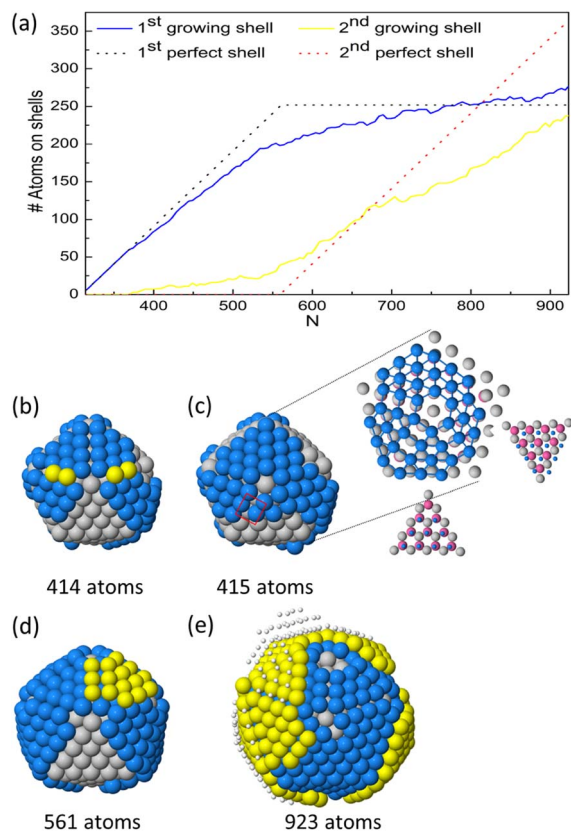 (a)
1st growing shell 2nd growing shell
1st perfect shell 2nd perfect shell
# Atoms on shells
350
300
250
200
150
100
50
0
400 500 600 700 800 900
N
(b) (c)
414 atoms 415 atoms
(d) (e)
561 atoms 923 atoms